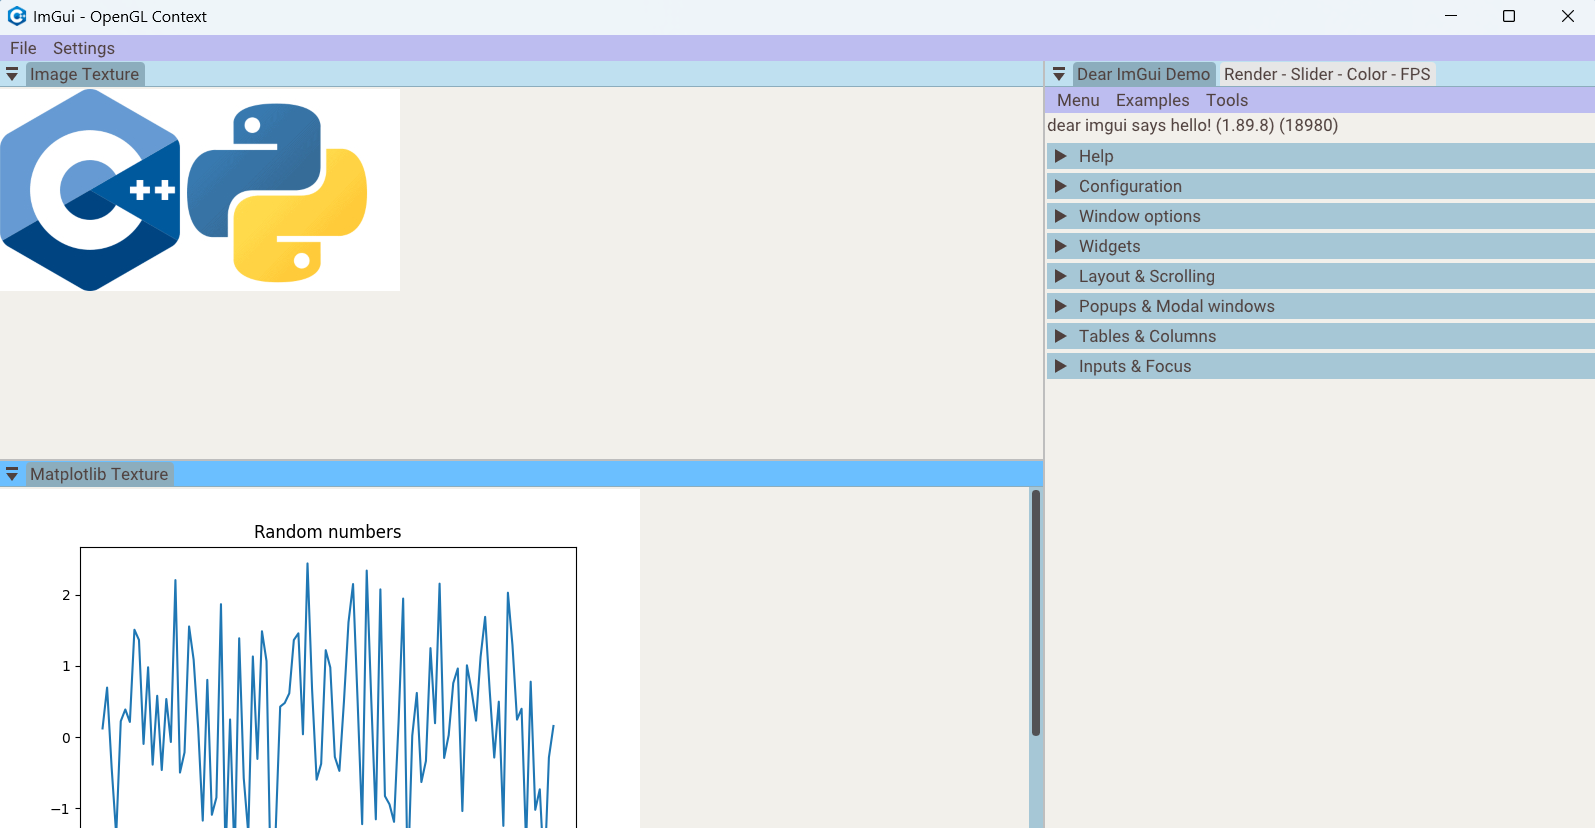 ImGui - OpenGL Context
File Settings
Image Texture
++
Dear ImGui Demo Render - Slider - Color - FPS
Menu Examples Tools
dear imgui says hello! (1.89.8) (18980)
Help
Configuration
Window options
Widgets
Layout & Scrolling
Popups & Modal windows
Tables & Columns
Inputs & Focus
Matplotlib Texture
Random numbers
2
1
0
−1